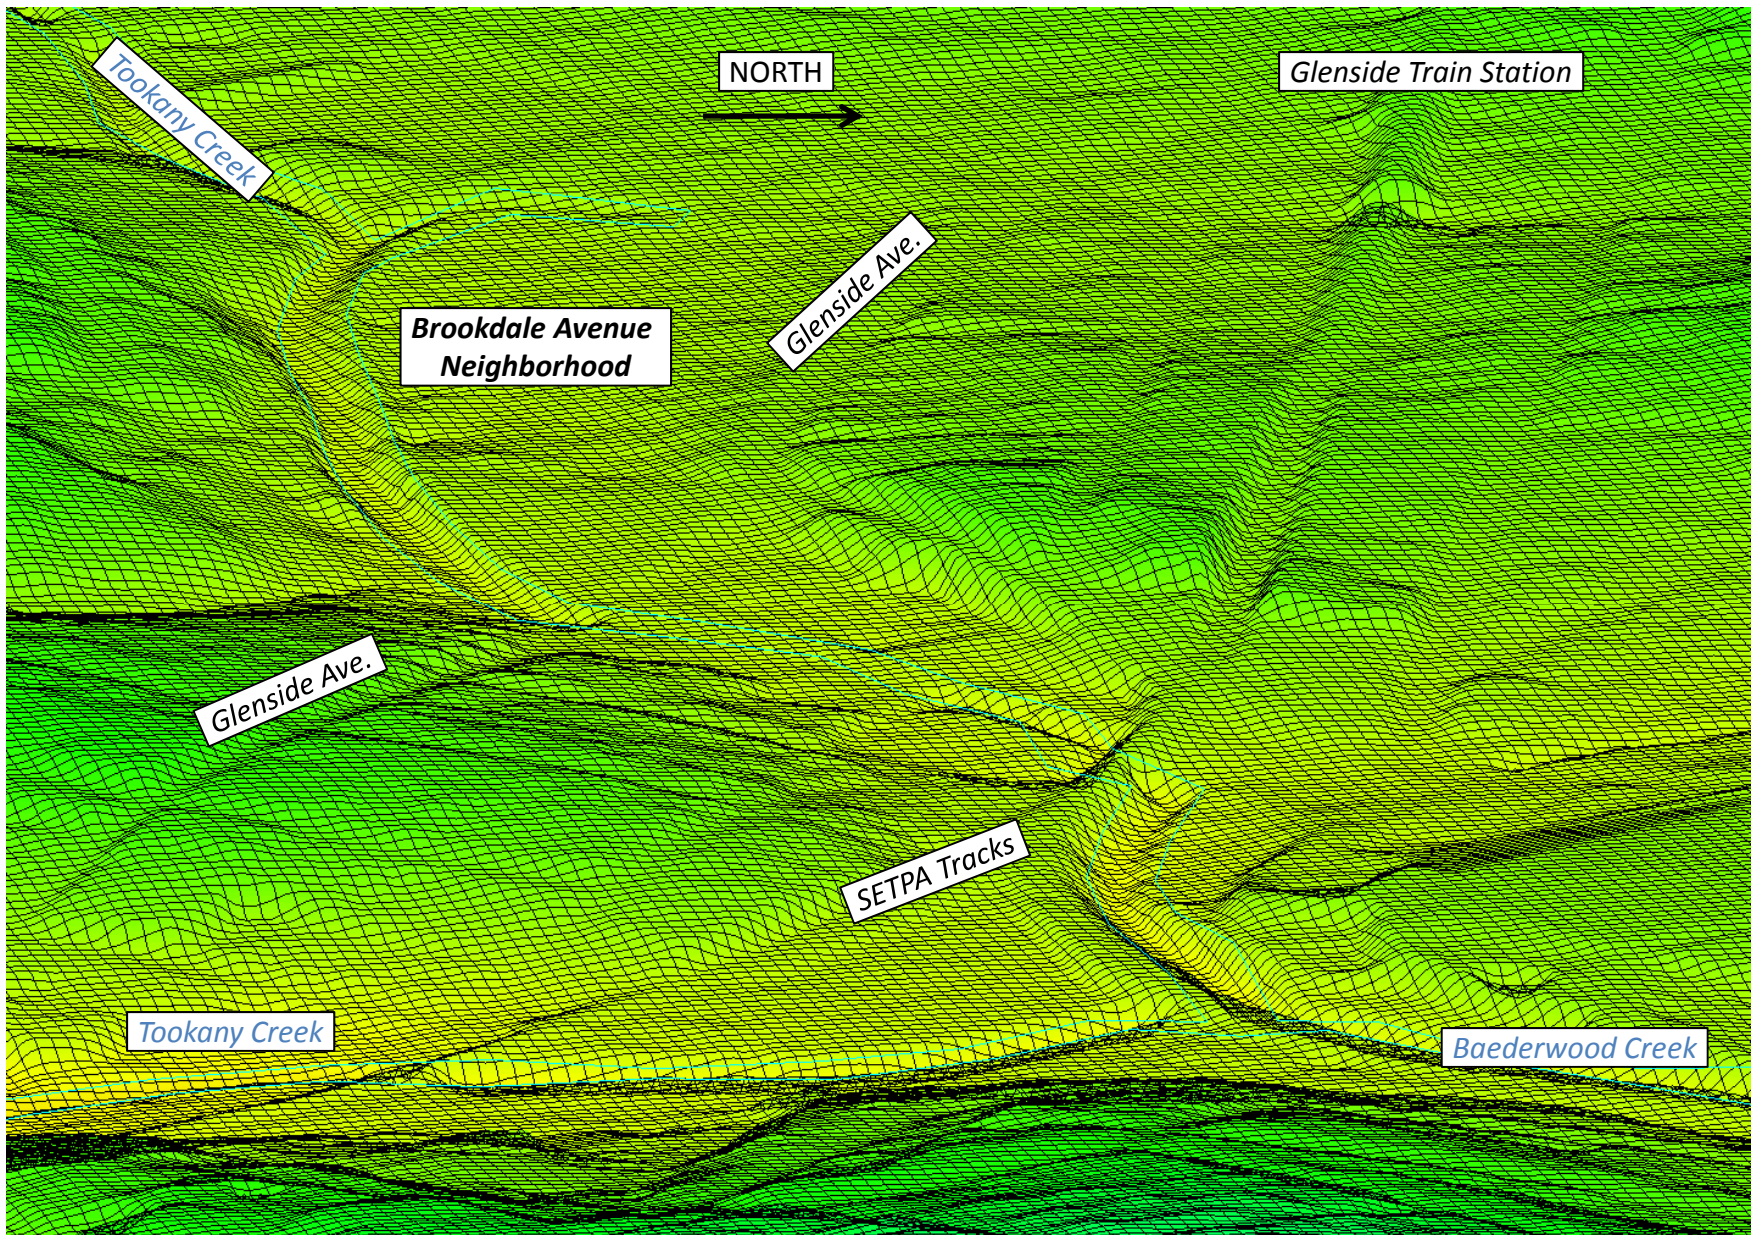 NORTH
Glenside Train Station
Tookany Creek
Glenside Ave.
Brookdale Avenue
Neighborhood
Glenside Ave.
SETPA Tracks
Tookany Creek
Baederwood Creek